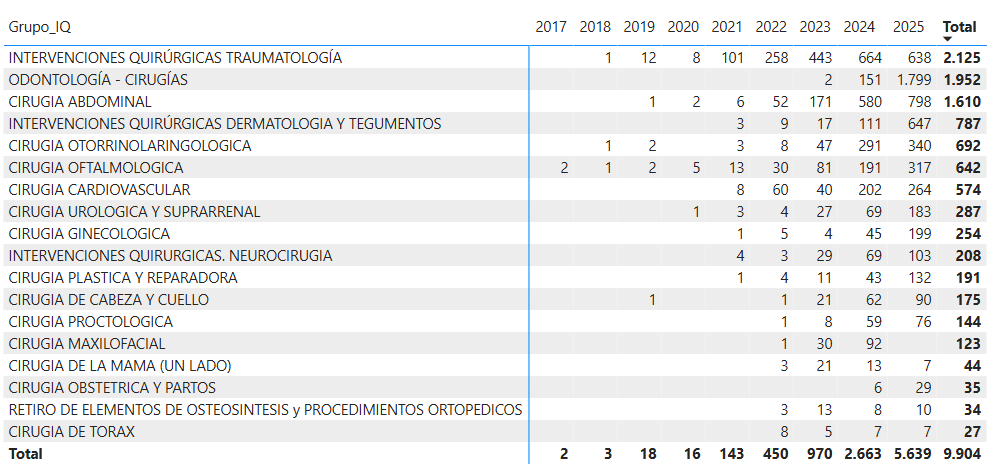 Grupo_IQ 2017 2018 2019 2020 2021 2022 2023 2024 2025 Total
INTERVENCIONES QUIRÚRGICAS TRAUMATOLOGÍA 1 12 8 101 258 443 664 638 2.125
ODONTOLOGÍA - CIRUGÍAS 2 151 1.799 1.952
CIRUGIA ABDOMINAL 1 2 6 52 171 580 798 1.610
INTERVENCIONES QUIRÚRGICAS DERMATOLOGIA Y TEGUMENTOS 3 9 17 111 647 787
CIRUGIA OTORRINOLARINGOLOGICA 1 2 3 8 47 291 340 692
CIRUGIA OFTALMOLOGICA 2 1 2 5 13 30 81 191 317 642
CIRUGIA CARDIOVASCULAR 8 60 40 202 264 574
CIRUGIA UROLOGICA Y SUPRARRENAL 1 3 4 27 69 183 287
CIRUGIA GINECOLOGICA 1 5 4 45 199 254
INTERVENCIONES QUIRURGICAS. NEUROCIRUGIA 4 3 29 69 103 208
CIRUGIA PLASTICA Y REPARADORA 1 4 11 43 132 191
CIRUGIA DE CABEZA Y CUELLO 1 1 21 62 90 175
CIRUGIA PROCTOLOGICA 1 8 59 76 144
CIRUGIA MAXILOFACIAL 1 30 92 123
CIRUGIA DE LA MAMA (UN LADO) 3 21 13 7 44
CIRUGIA OBSTETRICA Y PARTOS 6 29 35
RETIRO DE ELEMENTOS DE OSTEOSINTESIS y PROCEDIMIENTOS ORTOPEDICOS 3 13 8 10 34
CIRUGIA DE TORAX 8 5 7 7 27
Total 2 3 18 16 143 450 970 2.663 5.639 9.904